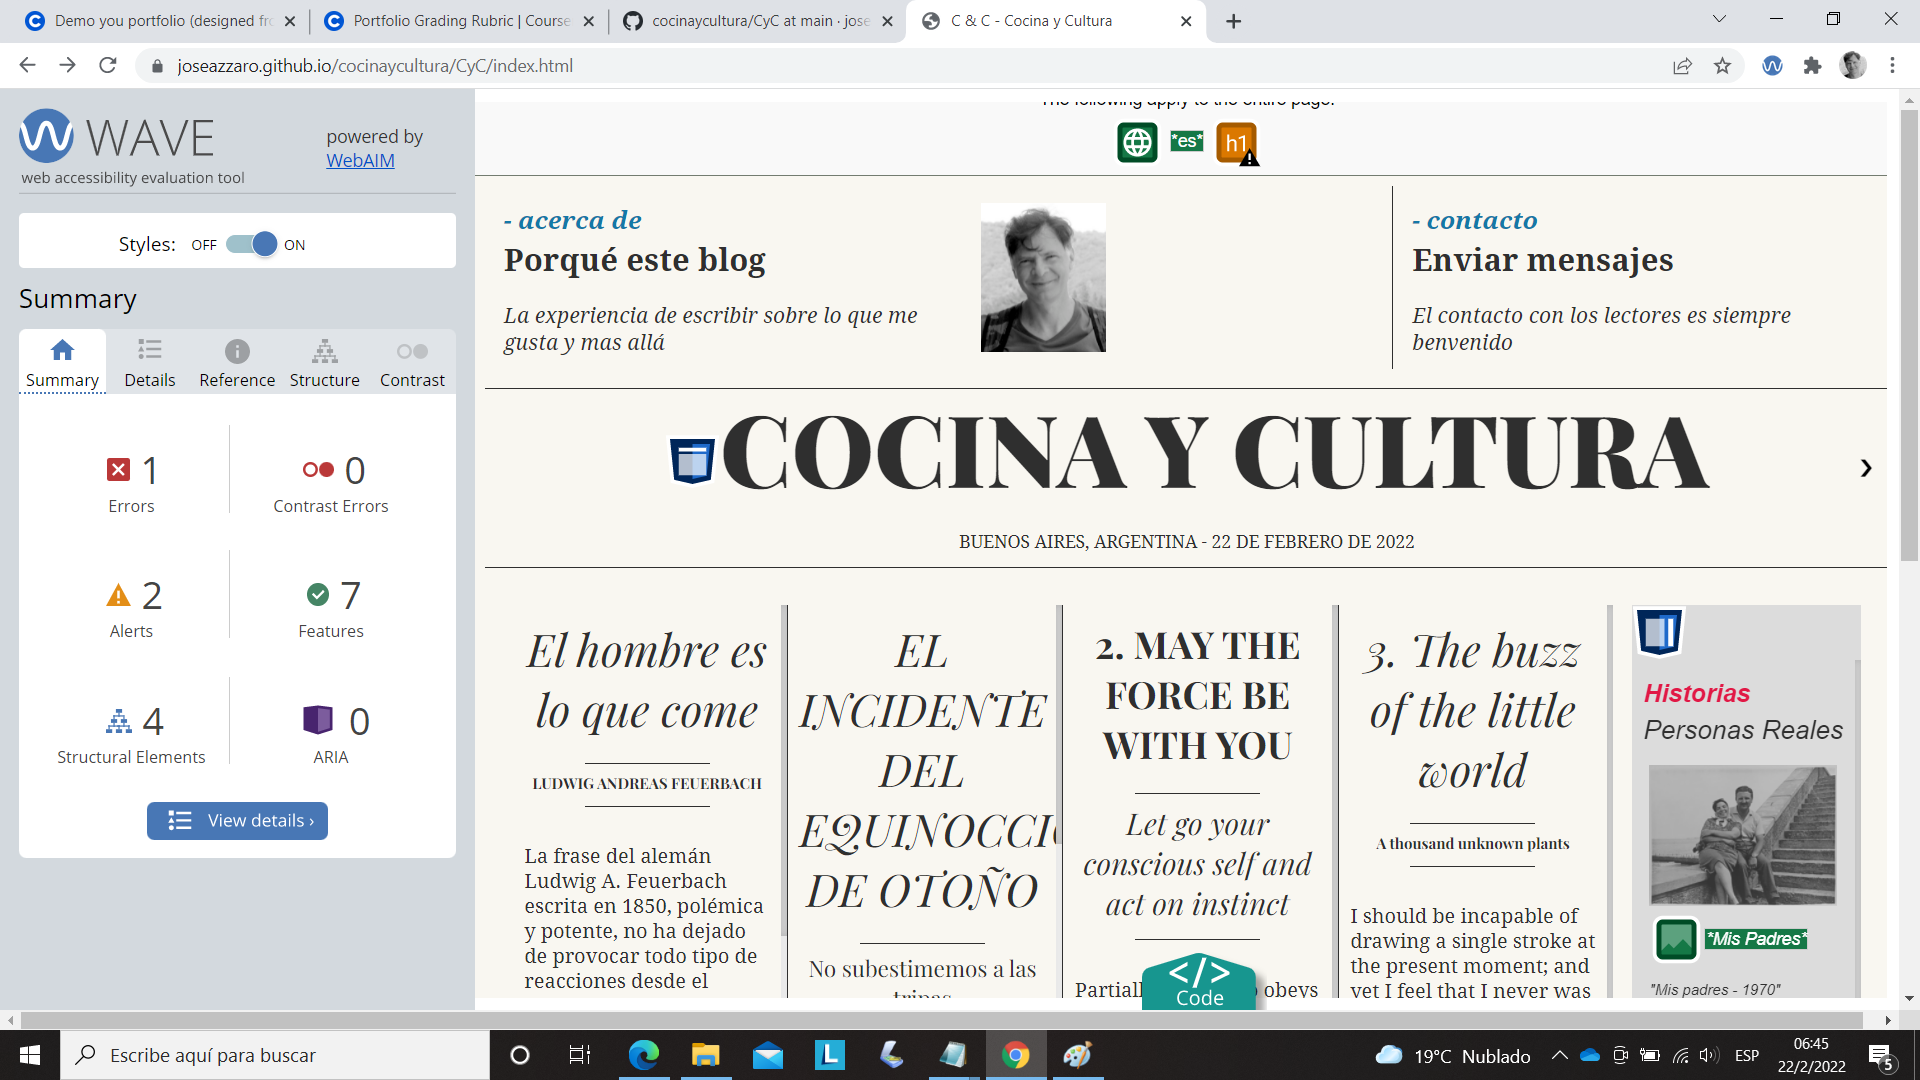 Demo you portfolio (designed fr
Portfolio Grading Rubric | Course
cocinaycultura/CyC at main · jose
C & C - Cocina y Cultura
joseazzaro.github.io/cocinaycultura/CyC/index.html
WAVE
web accessibility evaluation tool
powered by
WebAIM
Styles: OFF ON
Summary
Summary Details Reference Structure Contrast
1
Errors
0
Contrast Errors
2
Alerts
7
Features
4
Structural Elements
0
ARIA
View details ›
The following apply to the entire page:
*es* h1
- acerca de
Porqué este blog
La experiencia de escribir sobre lo que me
gusta y mas allá
- contacto
Enviar mensajes
El contacto con los lectores es siempre
benvenido
COCINA Y CULTURA
BUENOS AIRES, ARGENTINA - 22 DE FEBRERO DE 2022
El hombre es
lo que come
LUDWIG ANDREAS FEUERBACH
La frase del alemán
Ludwig A. Feuerbach
escrita en 1850, polémica
y potente, no ha dejado
de provocar todo tipo de
reacciones desde el
EL
INCIDENTE
DEL
EQUINOCCIO
DE OTOÑO
No subestimemos a las
tripas
2. MAY THE
FORCE BE
WITH YOU
Let go your
conscious self and
act on instinct
Partiall obeys
3. The buzz
of the little
world
A thousand unknown plants
I should be incapable of
drawing a single stroke at
the present moment; and
yet I feel that I never was
Historias
Personas Reales
*Mis Padres*
"Mis padres - 1970"
</>
Code
Escribe aquí para buscar
L
19°C Nublado
ESP
06:45
22/2/2022
5